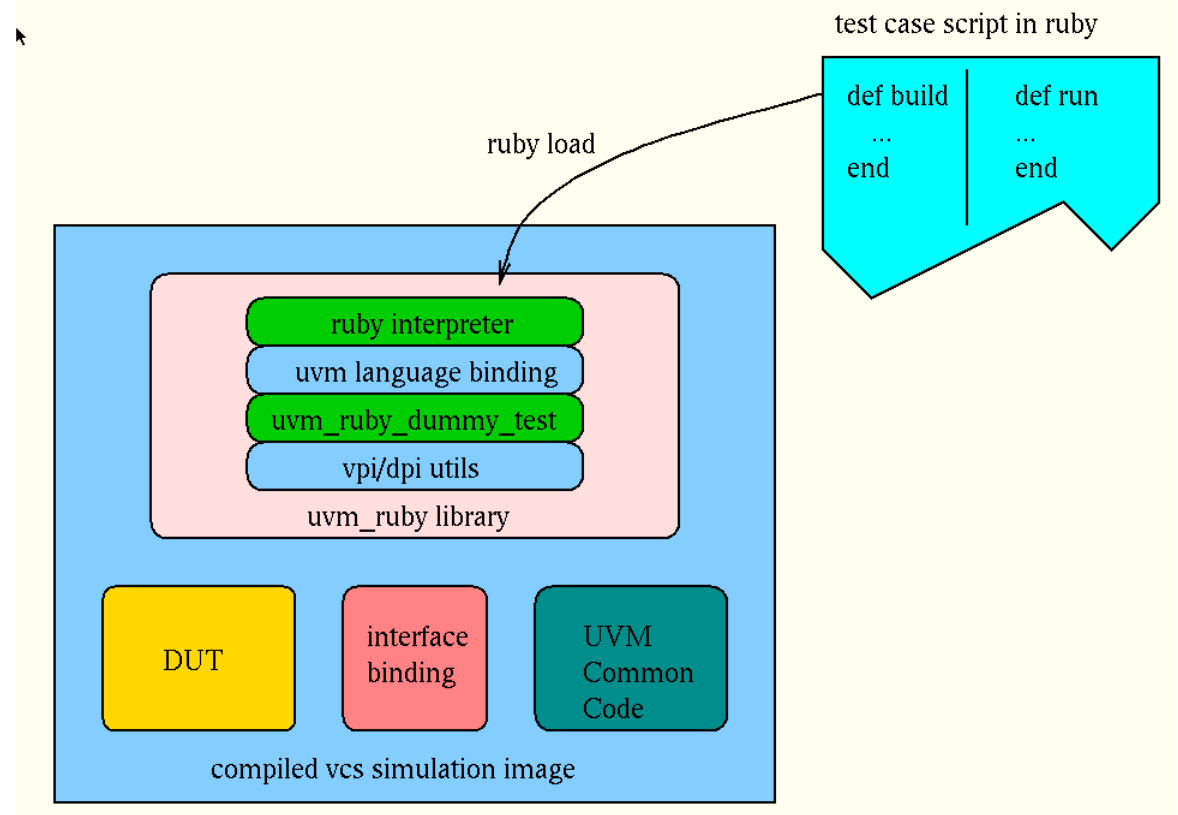 test case script in ruby
def build
...
end
def run
...
end
ruby load
ruby interpreter
uvm language binding
uvm_ruby_dummy_test
vpi/dpi utils
uvm_ruby library
DUT
interface
binding
UVM
Common
Code
compiled vcs simulation image